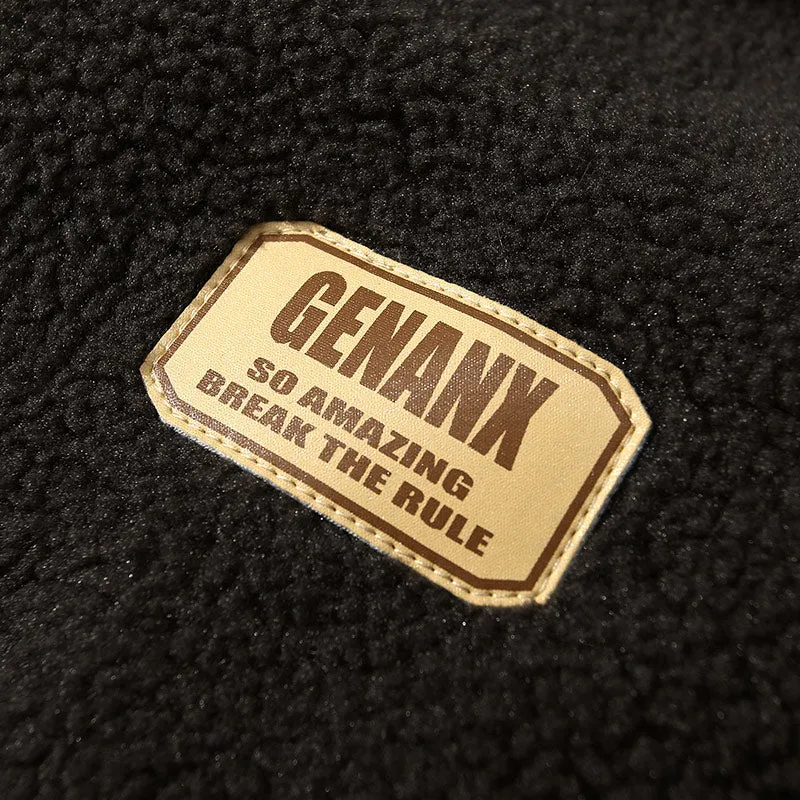 GENANX
SO AMAZING
BREAK THE RULE